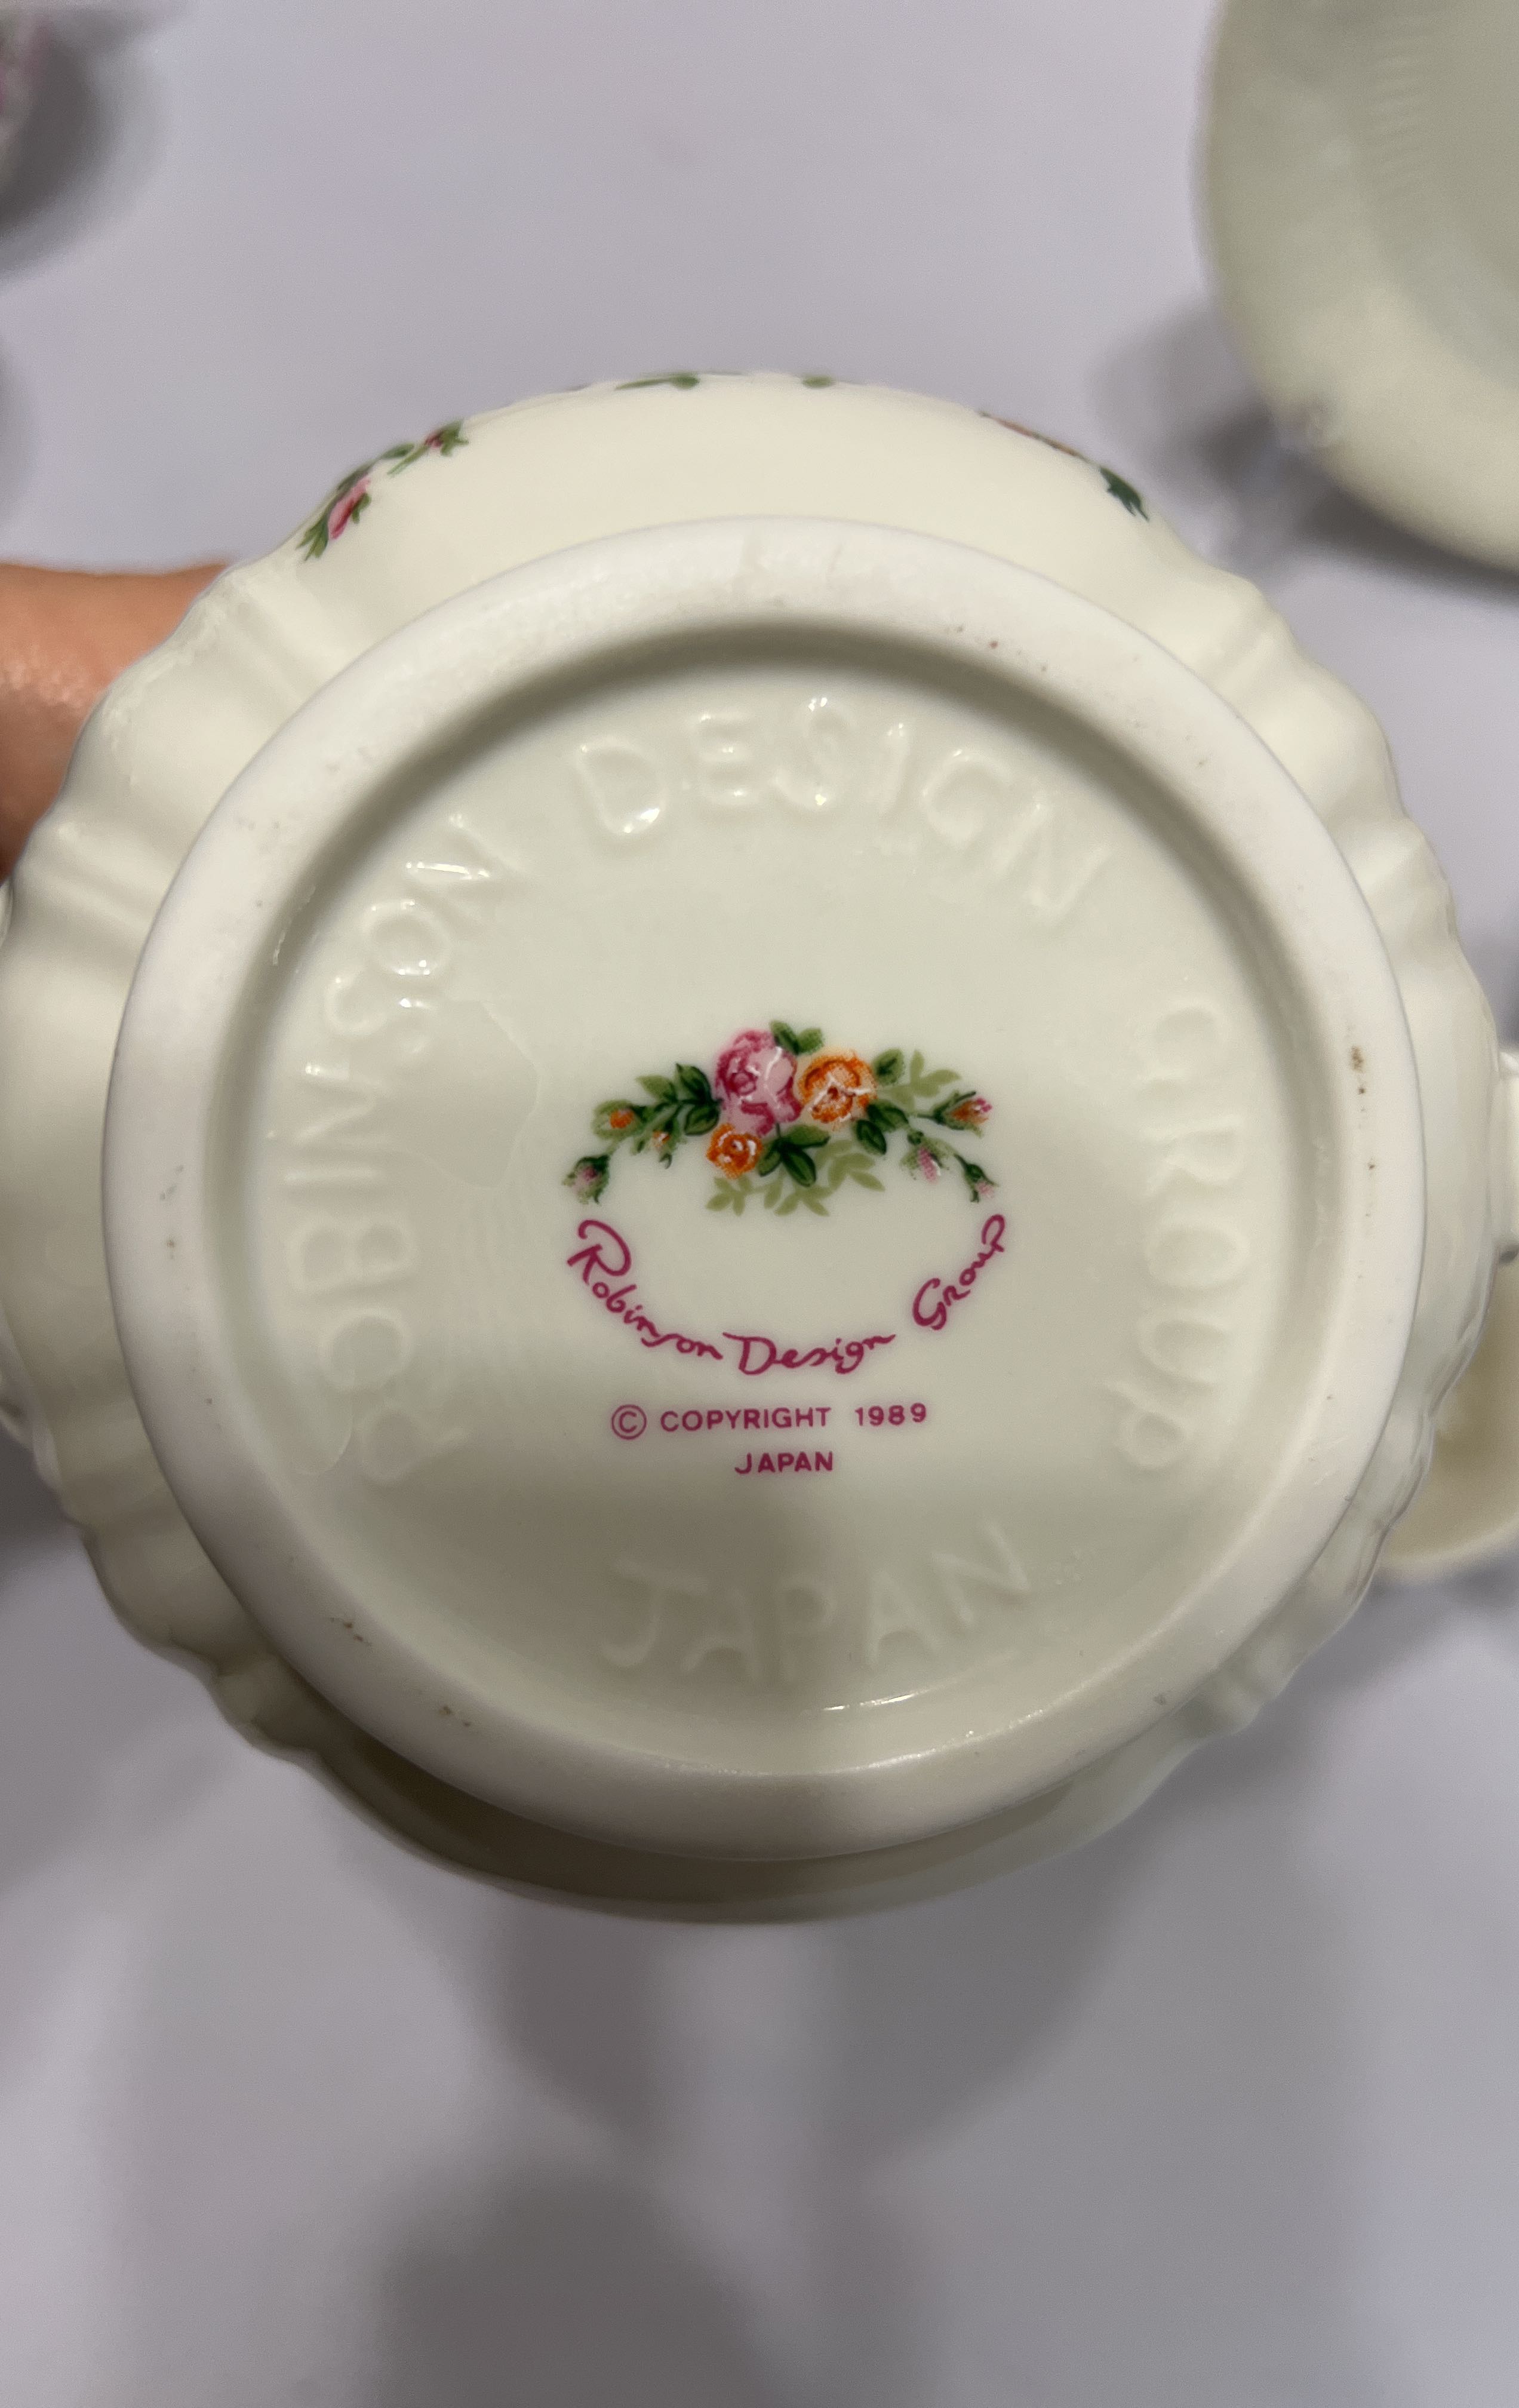 ROBINSON DESIGN GROUP
Robinson Design Group
© COPYRIGHT 1989
JAPAN
JAPAN